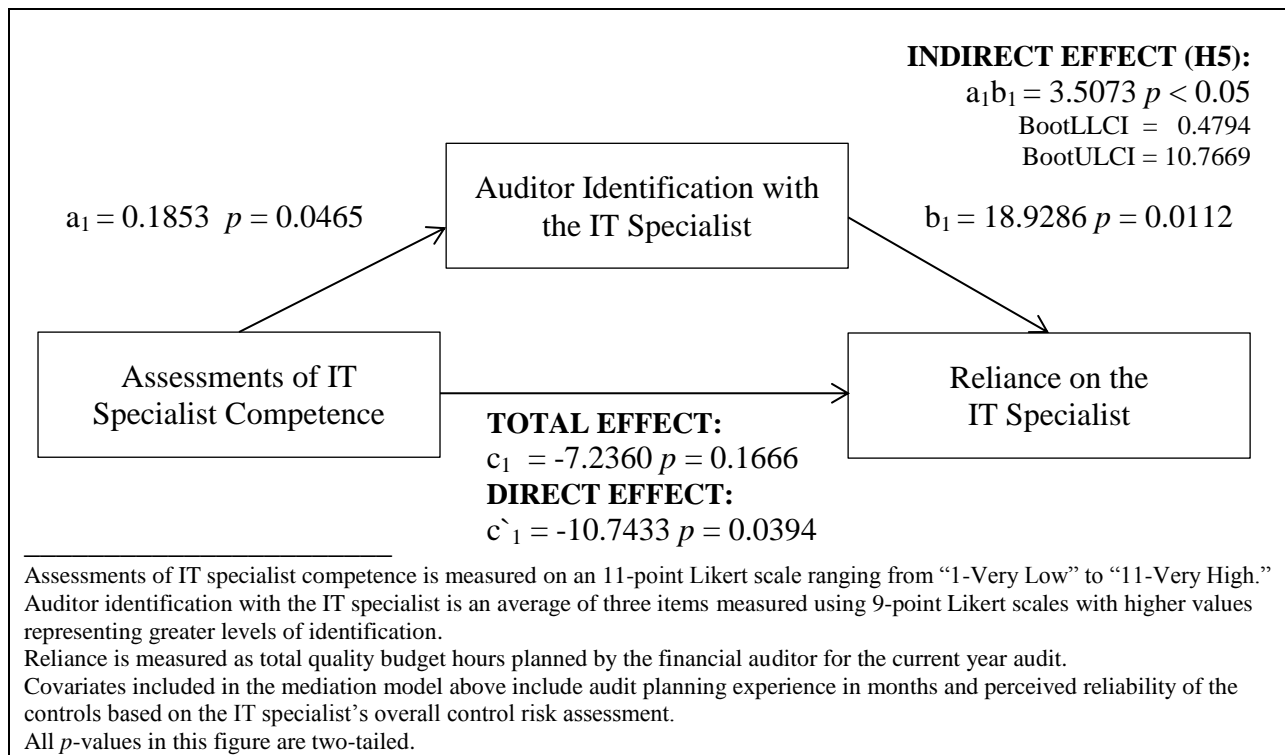 INDIRECT EFFECT (H5):
a₁b₁ = 3.5073 p < 0.05
BootLLCI = 0.4794
BootULCI = 10.7669
Auditor Identification with
the IT Specialist
a₁ = 0.1853 p = 0.0465
b₁ = 18.9286 p = 0.0112
Assessments of IT
Specialist Competence
Reliance on the
IT Specialist
TOTAL EFFECT:
c₁ = -7.2360 p = 0.1666
DIRECT EFFECT:
c`₁ = -10.7433 p = 0.0394
Assessments of IT specialist competence is measured on an 11-point Likert scale ranging from “1-Very Low” to “11-Very High.”
Auditor identification with the IT specialist is an average of three items measured using 9-point Likert scales with higher values
representing greater levels of identification.
Reliance is measured as total quality budget hours planned by the financial auditor for the current year audit.
Covariates included in the mediation model above include audit planning experience in months and perceived reliability of the
controls based on the IT specialist’s overall control risk assessment.
All p-values in this figure are two-tailed.